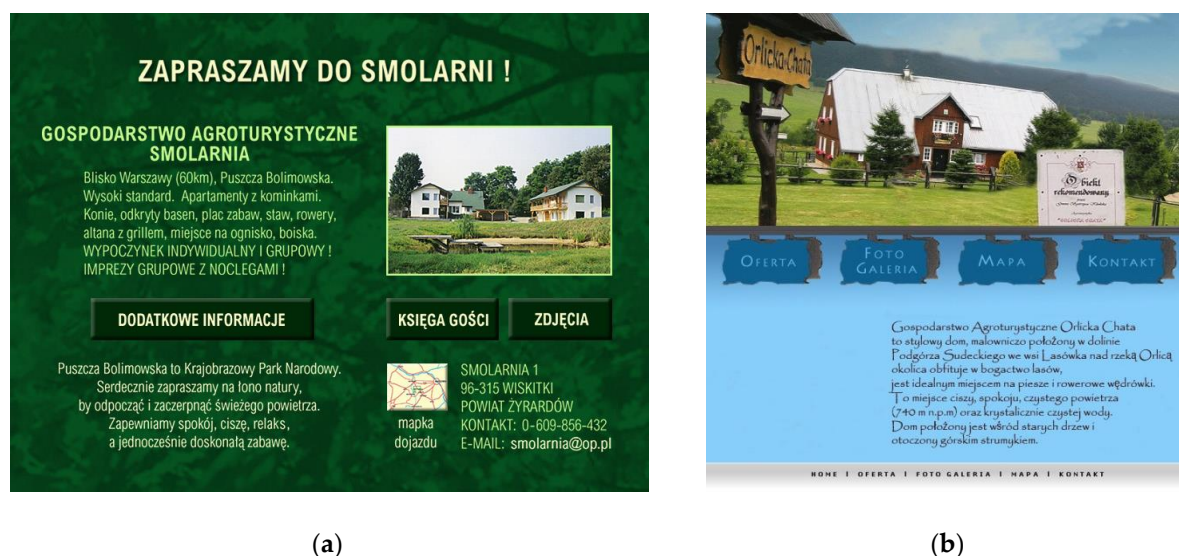 ZAPRASZAMY DO SMOLARNI !
GOSPODARSTWO AGROTURYSTYCZNE
SMOLARNIA
Blisko Warszawy (60km), Puszcza Bolimowska.
Wysoki standard. Apartamenty z kominkami.
Konie, odkryty basen, plac zabaw, staw, rowery,
altana z grillem, miejsce na ognisko, boiska.
WYPOCZYNEK INDYWIDUALNY I GRUPOWY !
IMPREZY GRUPOWE Z NOCLEGAMI !
DODATKOWE INFORMACJE
KSIĘGA GOŚCI
ZDJĘCIA
Puszcza Bolimowska to Krajobrazowy Park Narodowy.
Serdecznie zapraszamy na łono natury,
by odpocząć i zaczerpnąć świeżego powietrza.
Zapewniamy spokój, ciszę, relaks,
a jednocześnie doskonałą zabawę.
mapka
dojazdu
SMOLARNIA 1
96-315 WISKITKI
POWIAT ŻYRARDÓW
KONTAKT: 0-609-856-432
E-MAIL: smolarnia@op.pl
(a)
Orlicka Chata
Obiekt
rekomendowany
OFERTA
FOTO
GALERIA
MAPA
KONTAKT
Gospodarstwo Agroturystyczne Orlicka Chata
to stylowy dom, malowniczo położony w dolinie
Podgórza Sudeckiego we wsi Lasówka nad rzeką Orlicą
okolica obfituje w bogactwo lasów,
jest idealnym miejscem na piesze i rowerowe wędrówki.
To miejsce ciszy, spokoju, czystego powietrza
(740 m n.p.m) oraz krystalicznie czystej wody.
Dom położony jest wśród starych drzew i
otoczony górskim strumykiem.
HOME | OFERTA | FOTO GALERIA | MAPA | KONTAKT
(b)